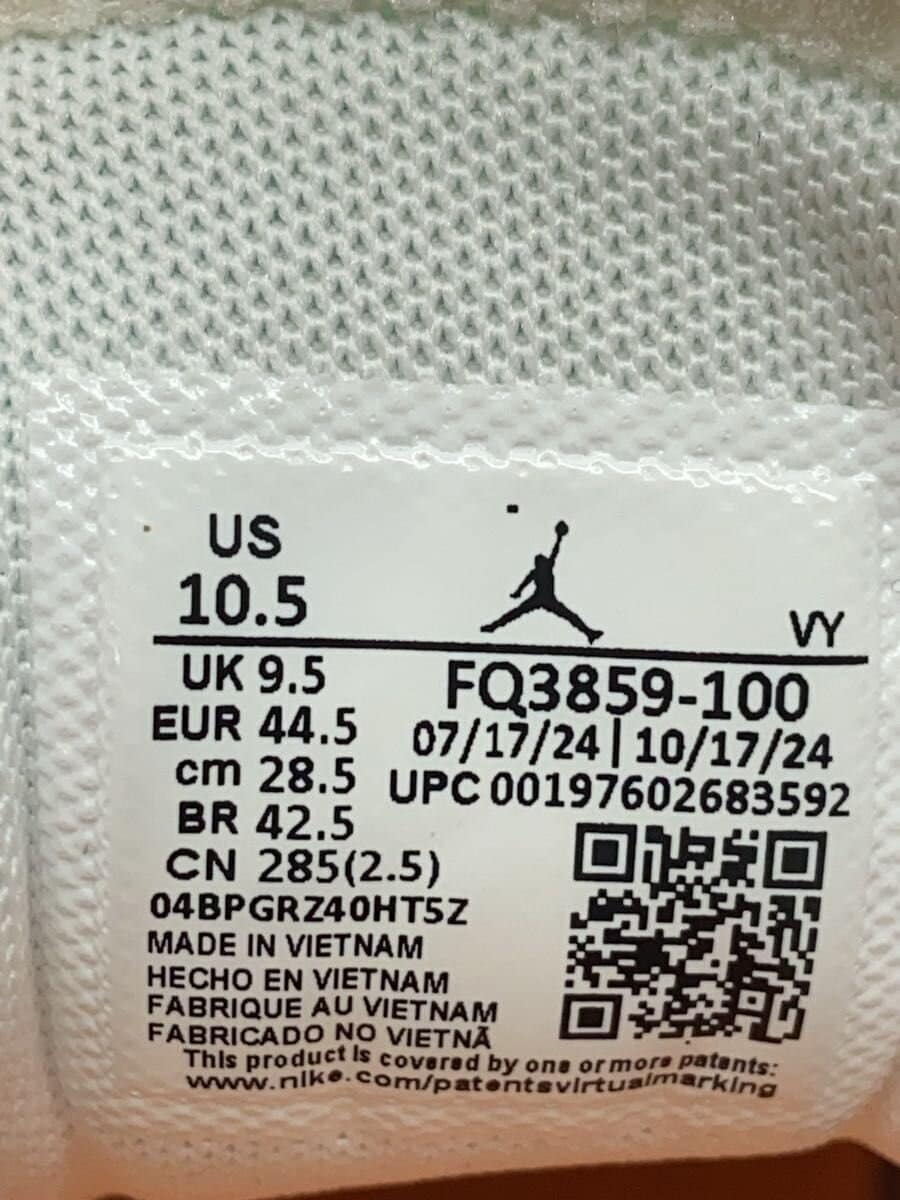 US
10.5
VY
UK 9.5
EUR 44.5
cm 28.5
BR 42.5
CN 285(2.5)
FQ3859-100
07/17/24 | 10/17/24
UPC 00197602683592
04BPGRZ40HT5Z
MADE IN VIETNAM
HECHO EN VIETNAM
FABRIQUE AU VIETNAM
FABRICADO NO VIETNÃ
This product is covered by one or more patents:
www.nike.com/patentsvirtualmarking